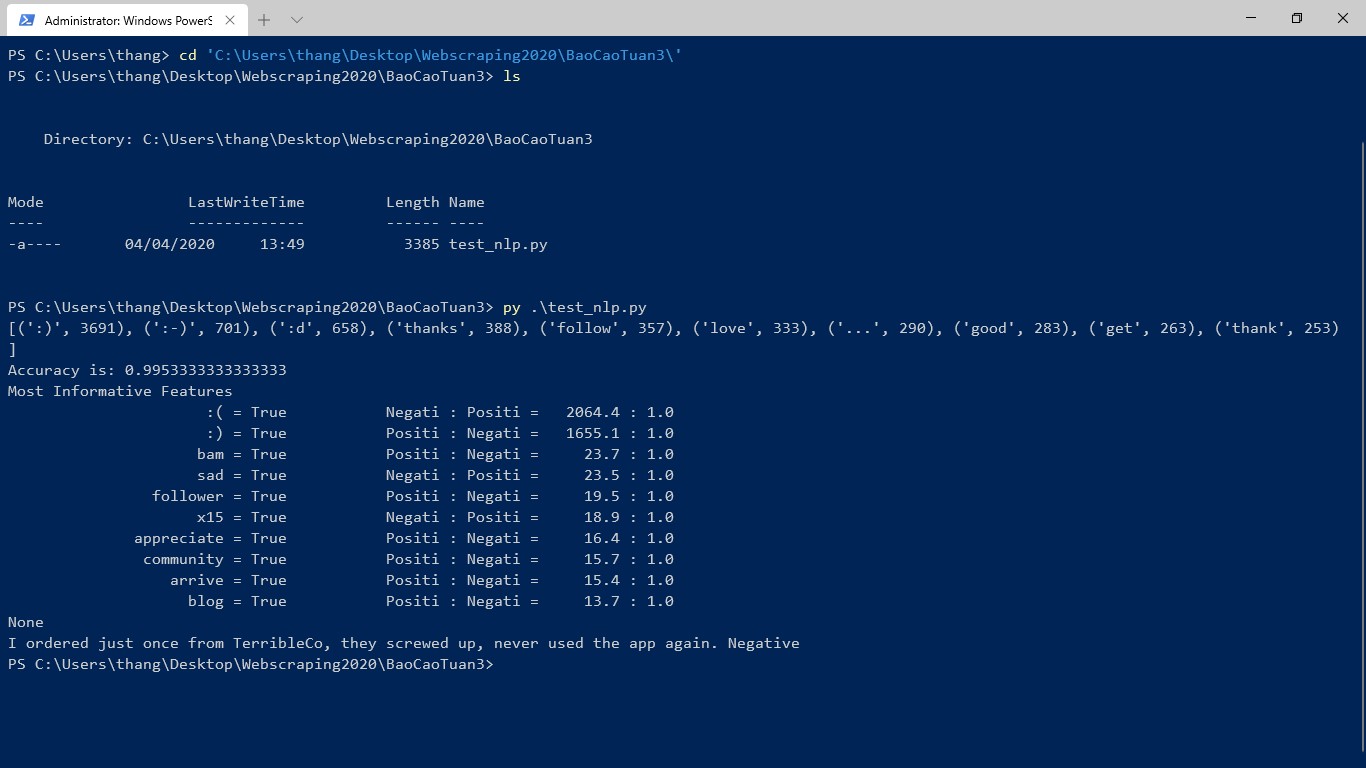 Administrator: Windows PowerS
PS C:\Users\thang> cd 'C:\Users\thang\Desktop\Webscraping2020\BaoCaoTuan3\'
PS C:\Users\thang\Desktop\Webscraping2020\BaoCaoTuan3> ls
Directory: C:\Users\thang\Desktop\Webscraping2020\BaoCaoTuan3
Mode LastWriteTime Length Name
---- ------------- ------ ----
-a---- 04/04/2020 13:49 3385 test_nlp.py
PS C:\Users\thang\Desktop\Webscraping2020\BaoCaoTuan3> py .\test_nlp.py
[(':)', 3691), (':-)', 701), (':d', 658), ('thanks', 388), ('follow', 357), ('love', 333), ('...', 290), ('good', 283), ('get', 263), ('thank', 253)
]
Accuracy is: 0.9953333333333333
Most Informative Features
:( = True Negati : Positi = 2064.4 : 1.0
:) = True Positi : Negati = 1655.1 : 1.0
bam = True Positi : Negati = 23.7 : 1.0
sad = True Negati : Positi = 23.5 : 1.0
follower = True Positi : Negati = 19.5 : 1.0
x15 = True Negati : Positi = 18.9 : 1.0
appreciate = True Positi : Negati = 16.4 : 1.0
community = True Positi : Negati = 15.7 : 1.0
arrive = True Positi : Negati = 15.4 : 1.0
blog = True Positi : Negati = 13.7 : 1.0
None
I ordered just once from TerribleCo, they screwed up, never used the app again. Negative
PS C:\Users\thang\Desktop\Webscraping2020\BaoCaoTuan3>